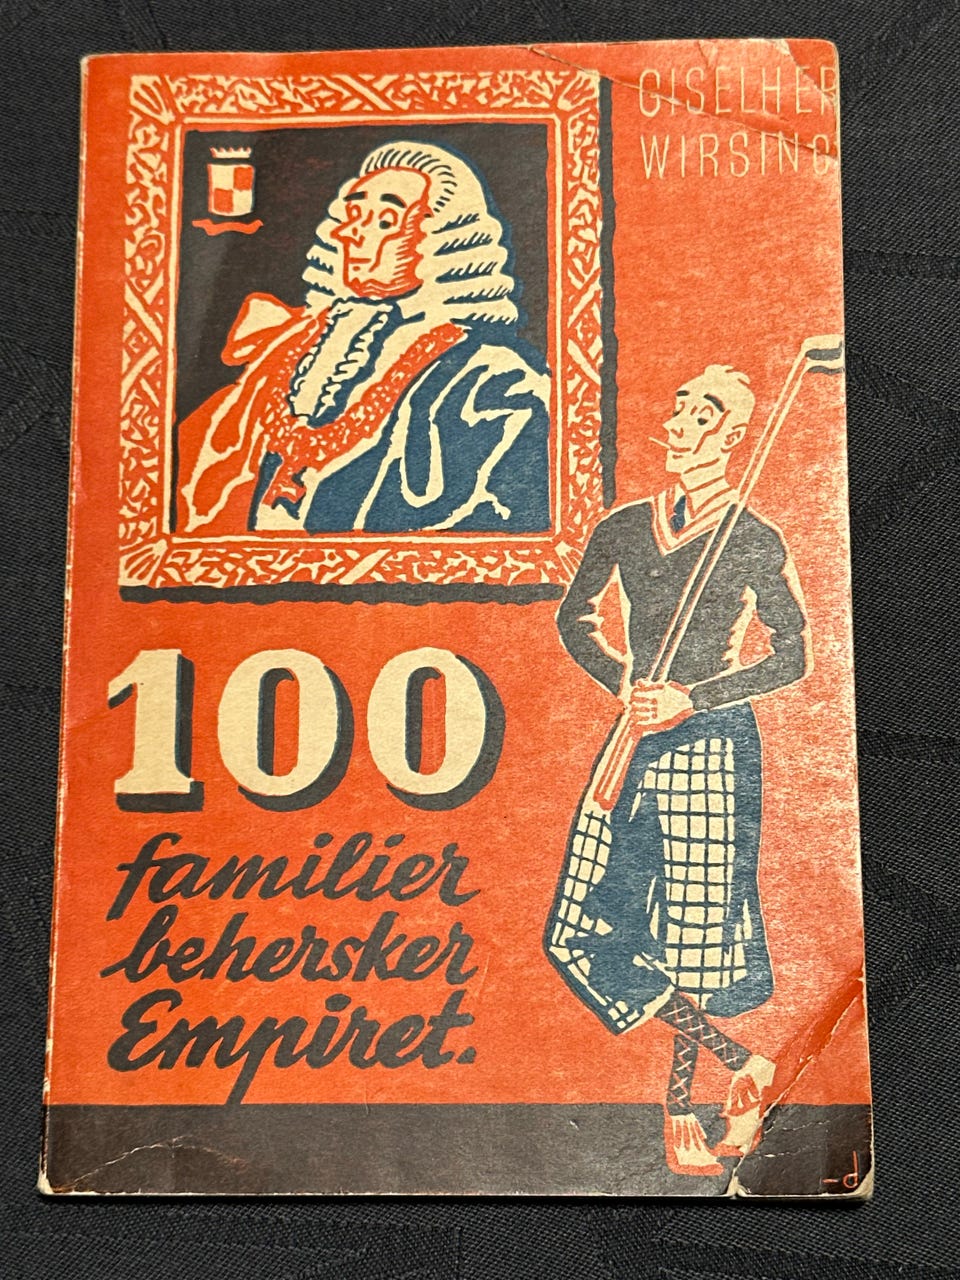 GISELHER
WIRSING
100
familier
behersker
Empiret.
-d